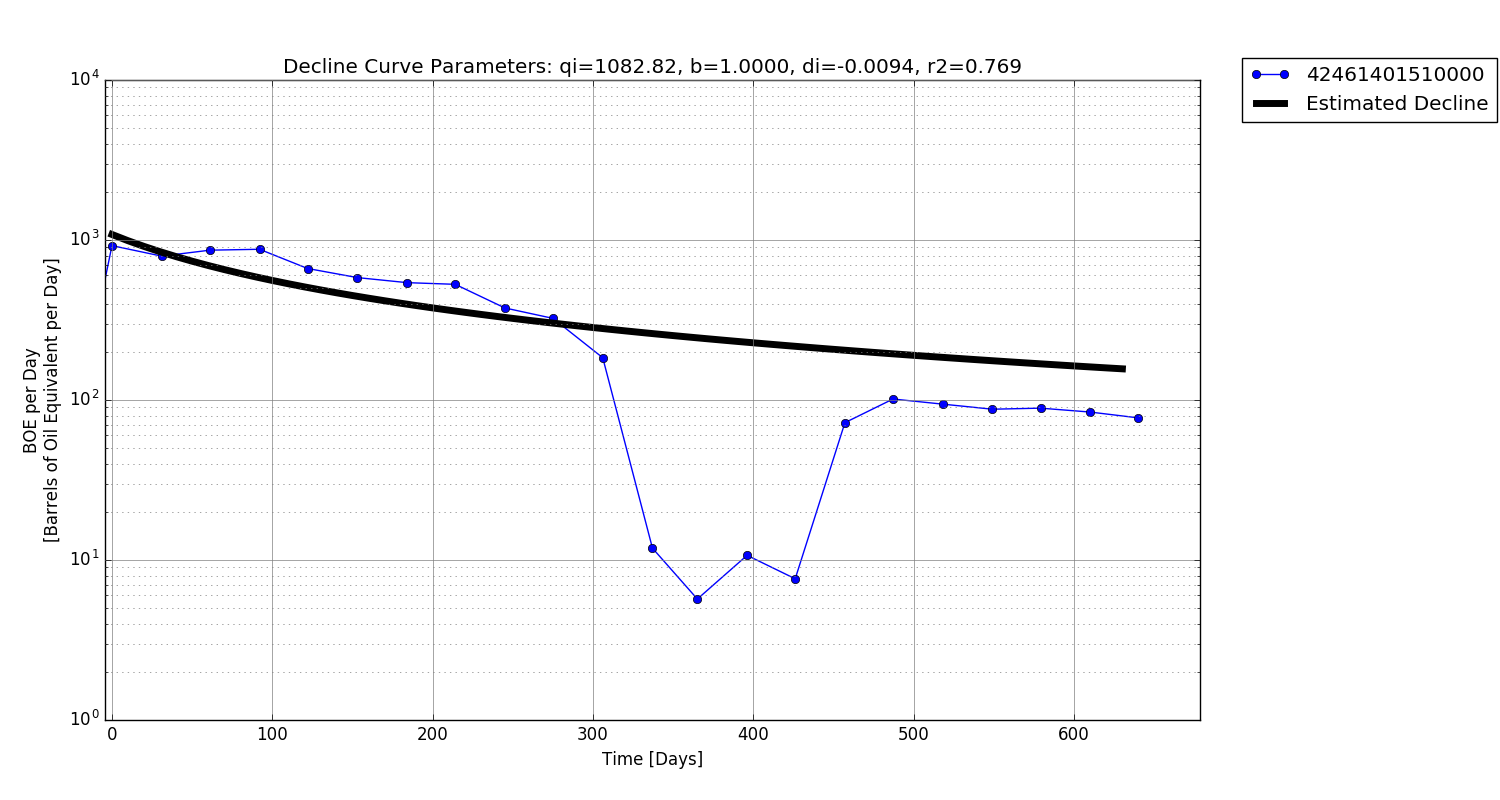 Decline Curve Parameters: qi=1082.82, b=1.0000, di=-0.0094, r2=0.769
42461401510000
Estimated Decline
BOE per Day
[Barrels of Oil Equivalent per Day]
10^4
10^3
10^2
10^1
10^0
0 100 200 300 400 500 600
Time [Days]